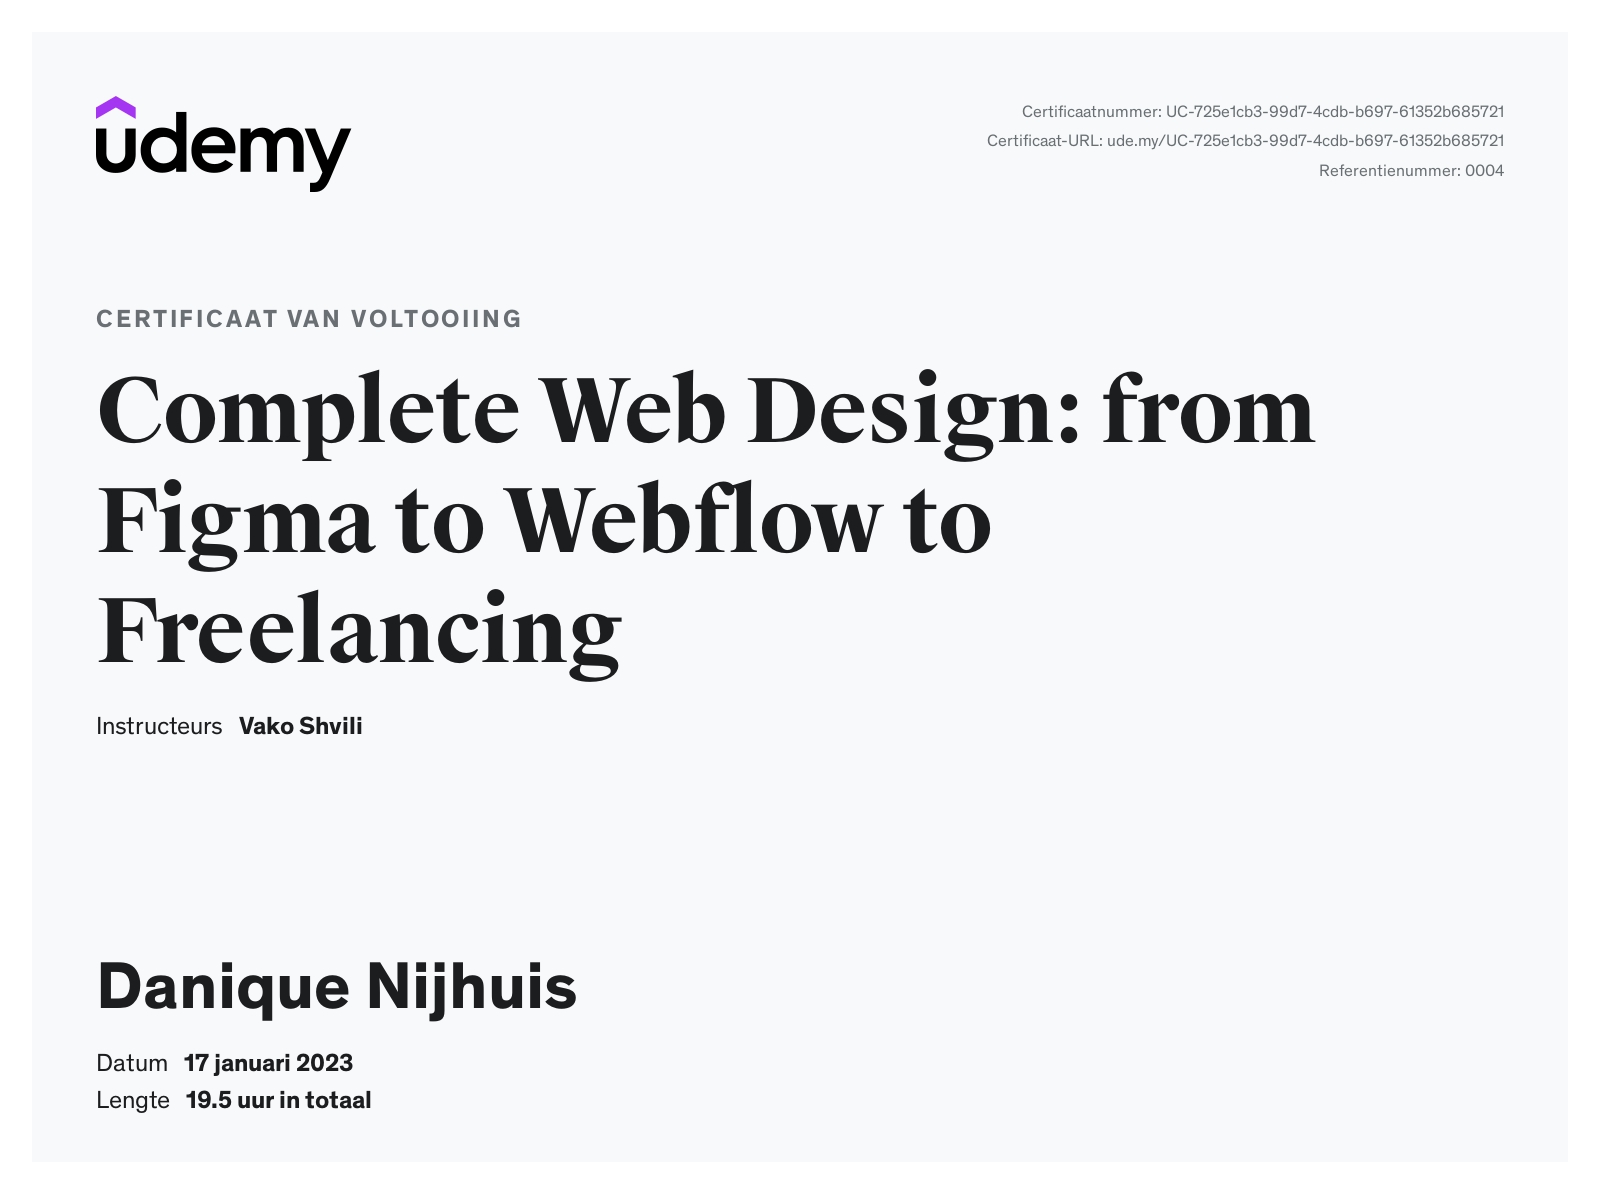 udemy
Certificaatnummer: UC-725e1cb3-99d7-4cdb-b697-61352b685721
Certificaat-URL: ude.my/UC-725e1cb3-99d7-4cdb-b697-61352b685721
Referentienummer: 0004
CERTIFICAAT VAN VOLTOOIING
Complete Web Design: from
Figma to Webflow to
Freelancing
Instructeurs Vako Shvili
Danique Nijhuis
Datum 17 januari 2023
Lengte 19.5 uur in totaal